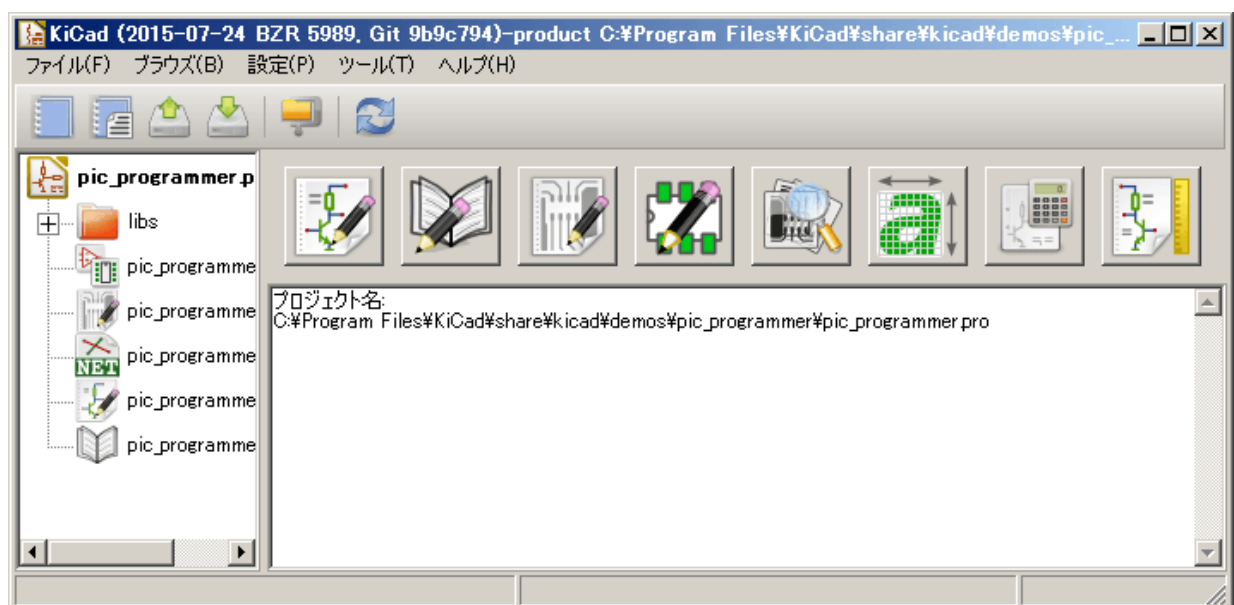 KiCad (2015-07-24 BZR 5989, Git 9b9c794)-product C:¥Program Files¥KiCad¥share¥kicad¥demos¥pic_...
ファイル(F) ブラウズ(B) 設定(P) ツール(T) ヘルプ(H)
pic_programmer.p
libs
pic_programme
pic_programme
NET pic_programme
pic_programme
pic_programme
プロジェクト名:
C:¥Program Files¥KiCad¥share¥kicad¥demos¥pic_programmer¥pic_programmer.pro